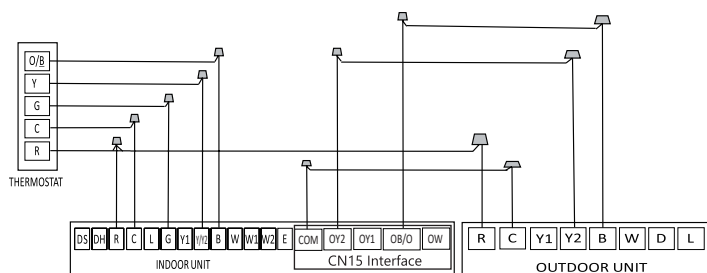 O/B
Y
G
C
R
THERMOSTAT
DS DH R C L G Y1 Y/Y2 B W W1 W2 E COM OY2 OY1 OB/O OW
INDOOR UNIT
CN15 Interface
R C Y1 Y2 B W D L
OUTDOOR UNIT